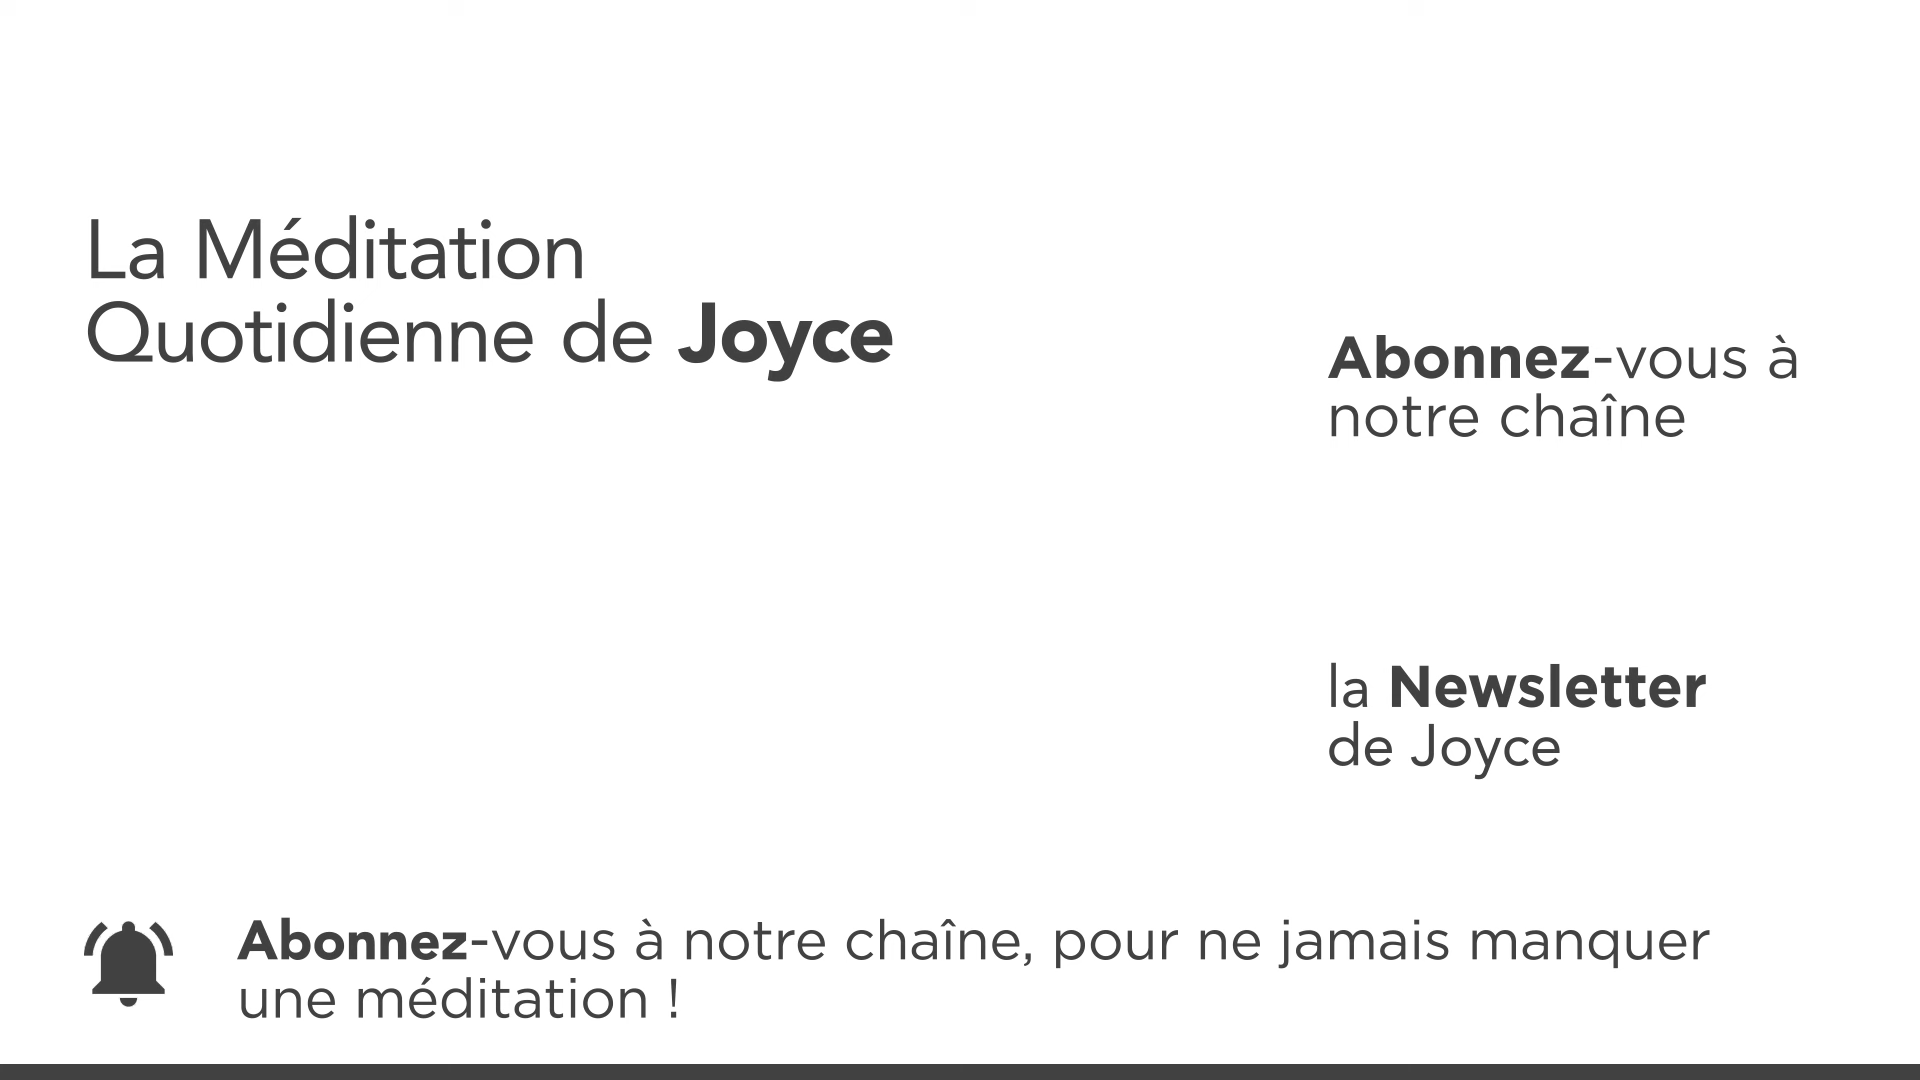 La Méditation
Quotidienne de Joyce
Abonnez-vous à
notre chaîne
la Newsletter
de Joyce
Abonnez-vous à notre chaîne, pour ne jamais manquer
une méditation !